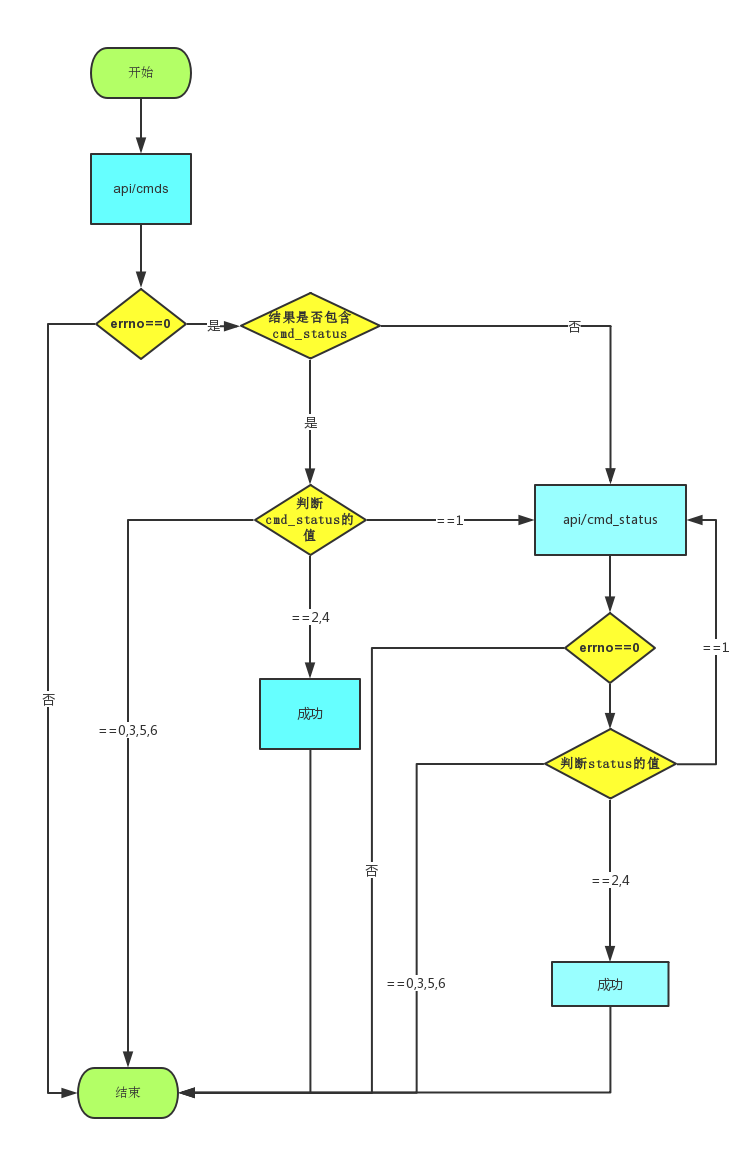 开始
api/cmds
errno==0
是
结果是否包含
cmd_status
否
是
判断
cmd_status的
值
==1
api/cmd_status
==2,4
errno==0
==1
否
成功
==0,3,5,6
判断status的值
否
==2,4
==0,3,5,6
成功
结束